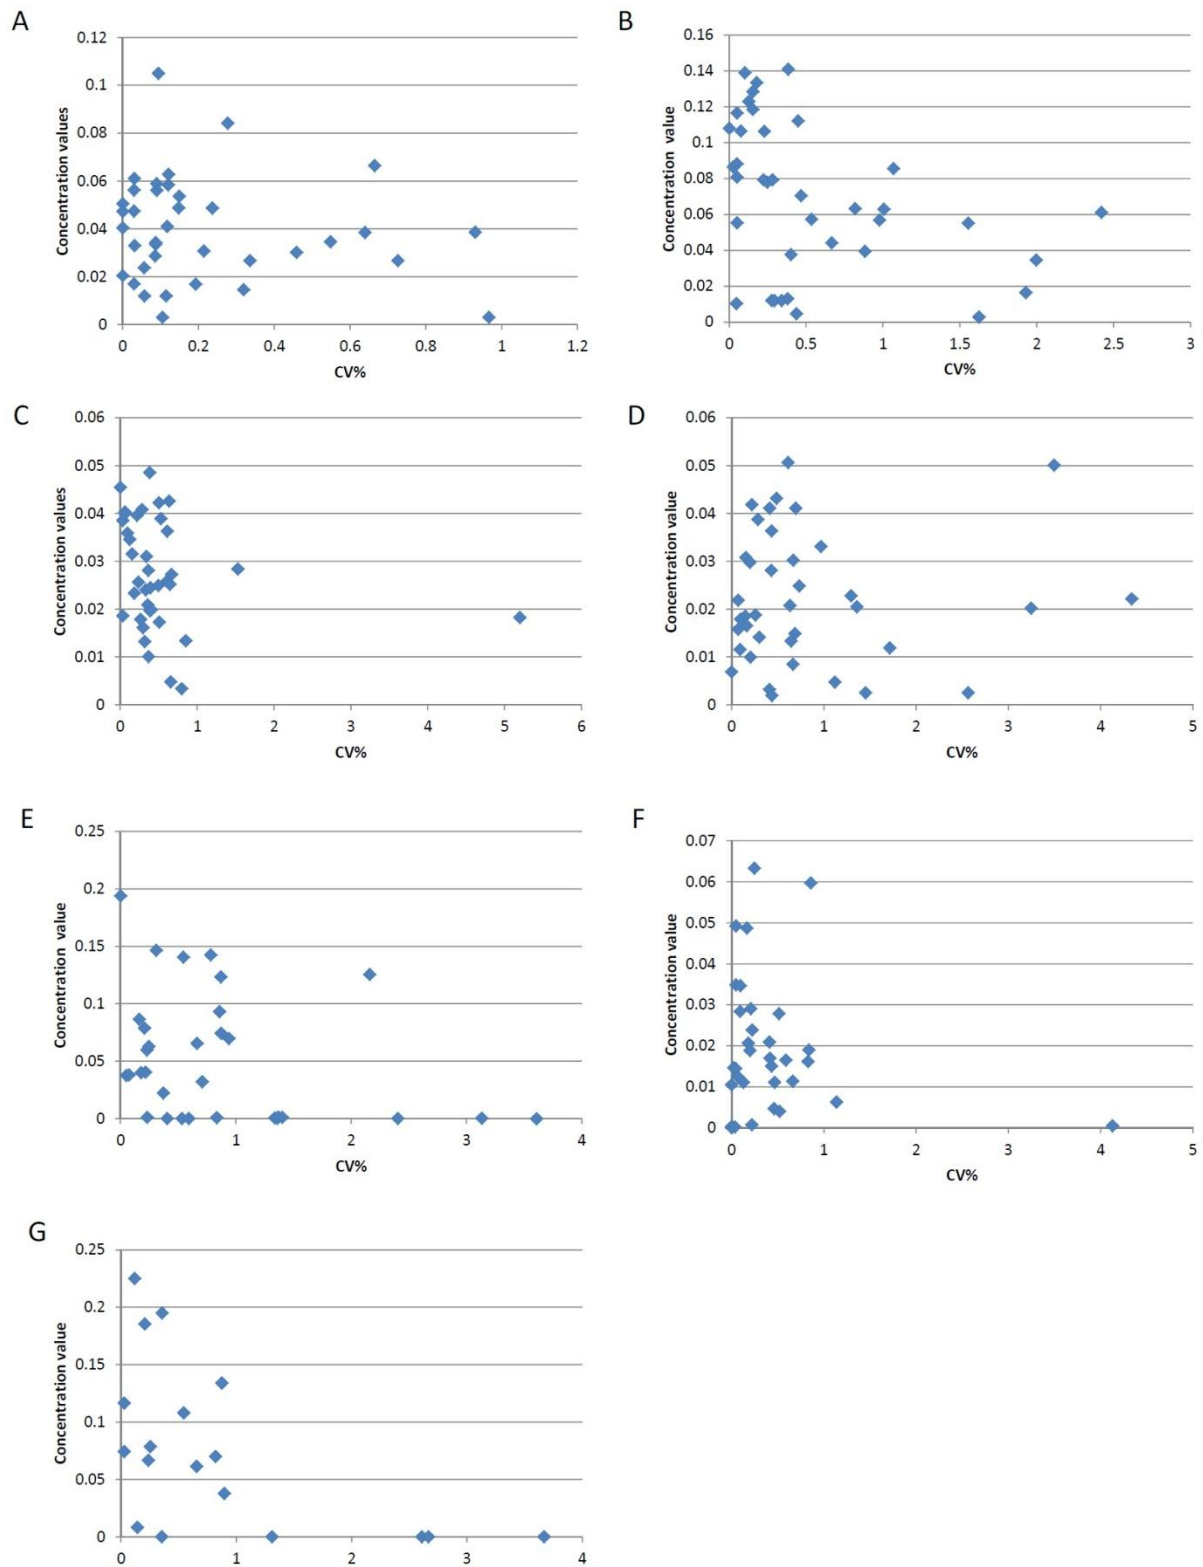 A
Concentration values
0.12
0.1
0.08
0.06
0.04
0.02
0
0 0.2 0.4 0.6 0.8 1 1.2
CV%
B
Concentration value
0.16
0.14
0.12
0.1
0.08
0.06
0.04
0.02
0
0 0.5 1 1.5 2 2.5 3
CV%
C
Concentration values
0.06
0.05
0.04
0.03
0.02
0.01
0
0 1 2 3 4 5 6
CV%
D
Concentration value
0.06
0.05
0.04
0.03
0.02
0.01
0
0 1 2 3 4 5
CV%
E
Concentration value
0.25
0.2
0.15
0.1
0.05
0
0 1 2 3 4
CV%
F
Concentration value
0.07
0.06
0.05
0.04
0.03
0.02
0.01
0
0 1 2 3 4 5
CV%
G
Concentration value
0.25
0.2
0.15
0.1
0.05
0
0 1 2 3 4